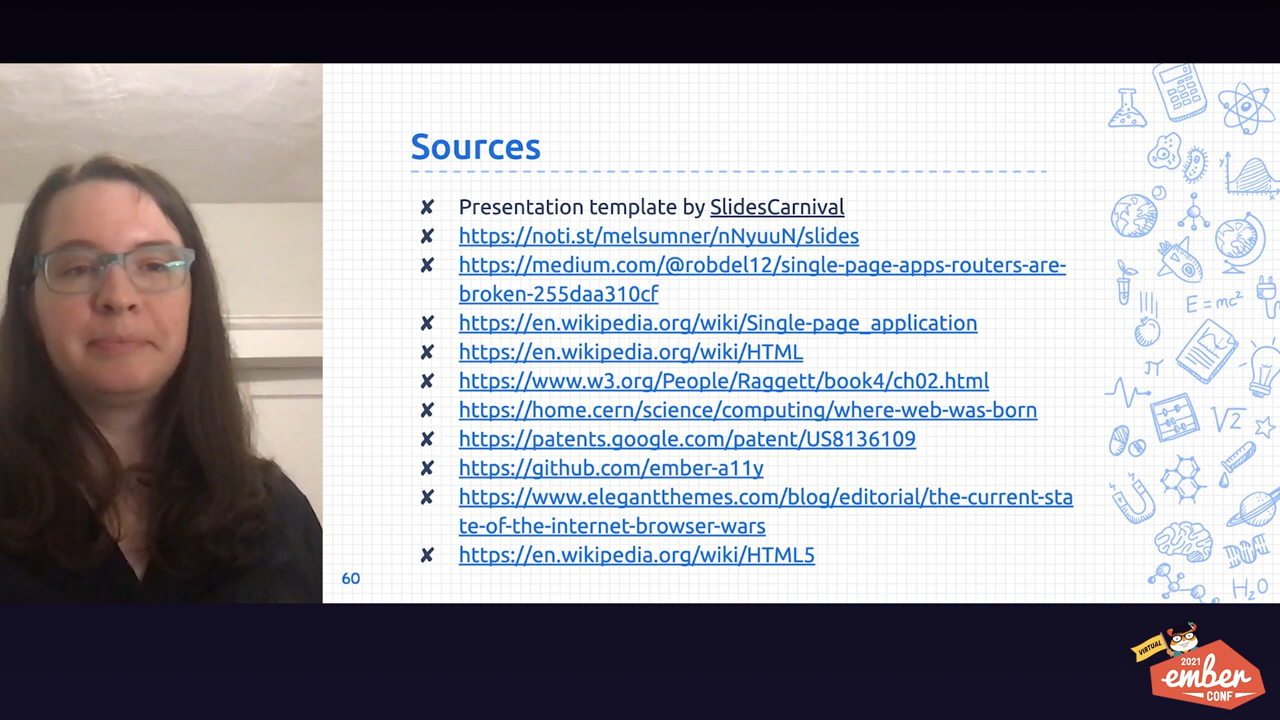 Sources
✘ Presentation template by SlidesCarnival
✘ https://noti.st/melsumner/nNyuuN/slides
✘ https://medium.com/@robdel12/single-page-apps-routers-are-
broken-255daa310cf
✘ https://en.wikipedia.org/wiki/Single-page_application
✘ https://en.wikipedia.org/wiki/HTML
✘ https://www.w3.org/People/Raggett/book4/ch02.html
✘ https://home.cern/science/computing/where-web-was-born
✘ https://patents.google.com/patent/US8136109
✘ https://github.com/ember-a11y
✘ https://www.elegantthemes.com/blog/editorial/the-current-sta
te-of-the-internet-browser-wars
✘ https://en.wikipedia.org/wiki/HTML5
60
y
x
E=mc²
π
√2
H₂O
VIRTUAL
2021
ember
CONF